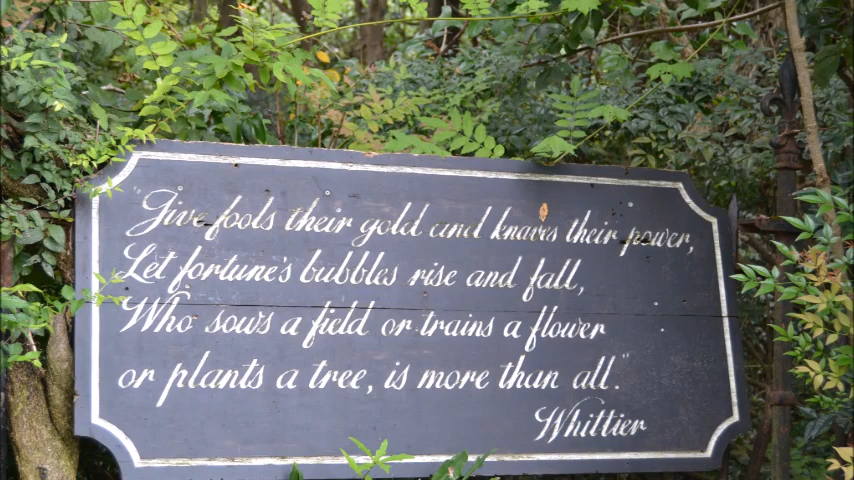 "Give fools their gold and knaves their power,
Let fortune's bubbles rise and fall,
Who sows a field or trains a flower
or plants a tree, is more than all."
Whittier